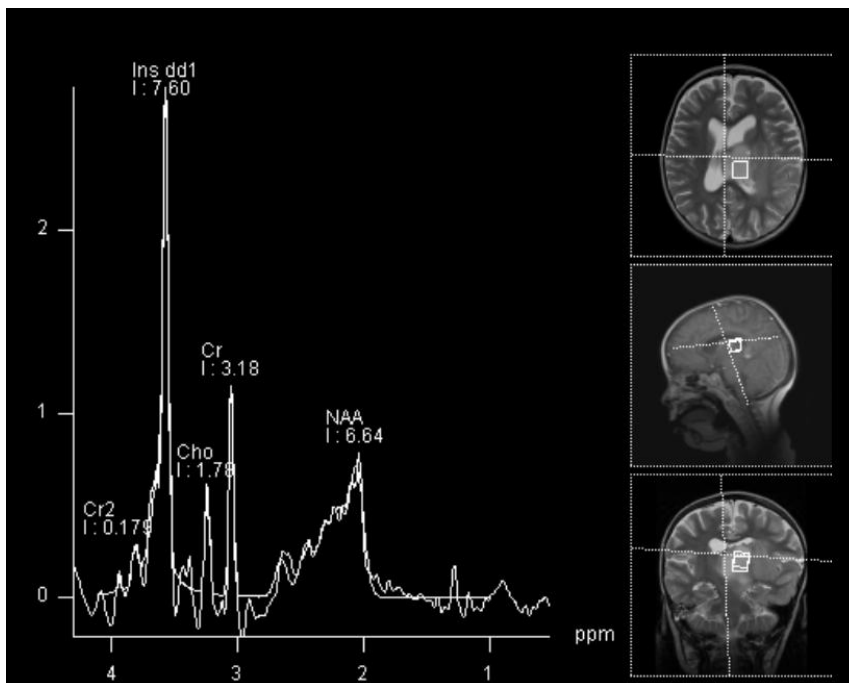 Ins dd1
I : 7.60
2
Cr
I : 3.18
1
NAA
I : 6.64
Cho
I : 1.78
Cr2
I : 0.179
0
ppm
4 3 2 1